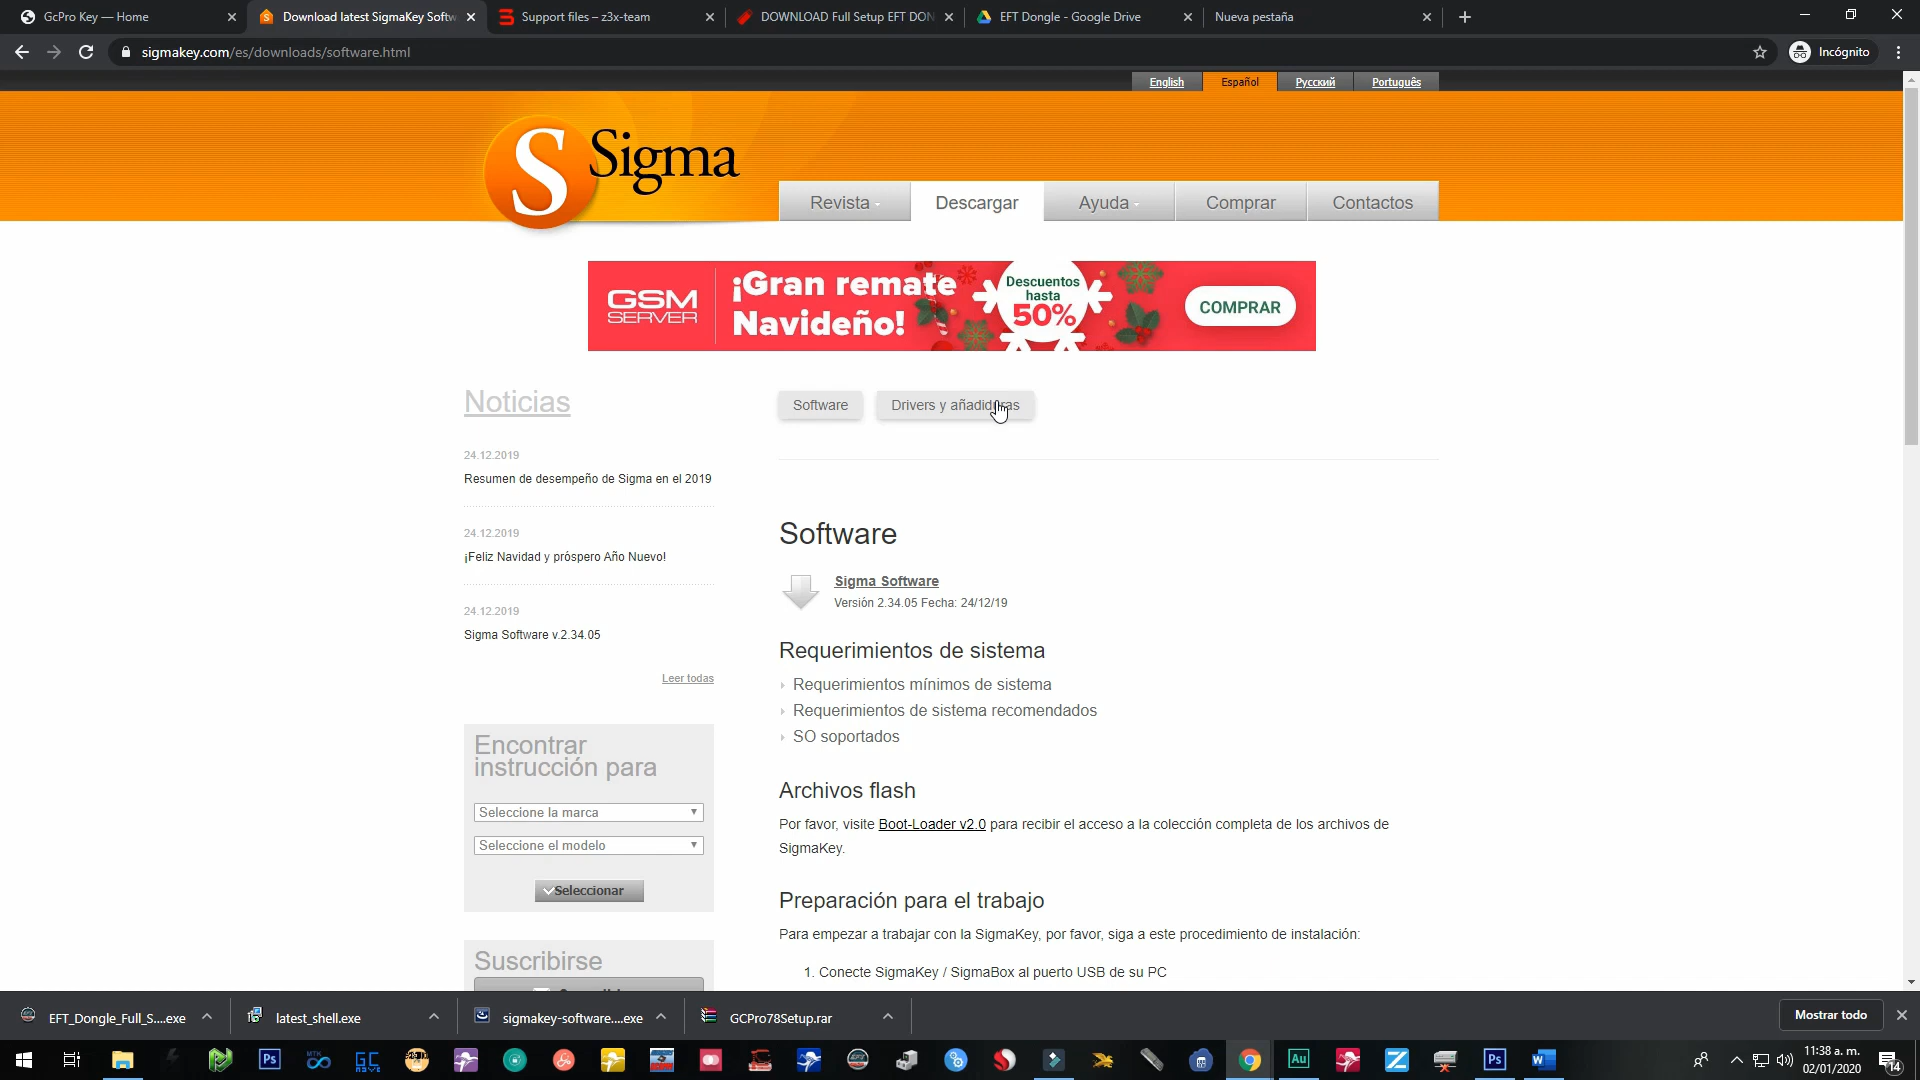 GcPro Key — Home
Download latest SigmaKey Softw
Support files – z3x-team
DOWNLOAD Full Setup EFT DON
EFT Dongle - Google Drive
Nueva pestaña
sigmakey.com/es/downloads/software.html
Incógnito
English
Español
Русский
Português
S Sigma
Revista
Descargar
Ayuda
Comprar
Contactos
GSM
SERVER
¡Gran remate
Navideño!
Descuentos
hasta
50%
COMPRAR
Noticias
Software
Drivers y añadiduras
24.12.2019
Resumen de desempeño de Sigma en el 2019
24.12.2019
¡Feliz Navidad y próspero Año Nuevo!
24.12.2019
Sigma Software v.2.34.05
Leer todas
Encontrar
instrucción para
Seleccione la marca
Seleccione el modelo
Seleccionar
Suscribirse
Software
Sigma Software
Versión 2.34.05 Fecha: 24/12/19
Requerimientos de sistema
Requerimientos mínimos de sistema
Requerimientos de sistema recomendados
SO soportados
Archivos flash
Por favor, visite Boot-Loader v2.0 para recibir el acceso a la colección completa de los archivos de
SigmaKey.
Preparación para el trabajo
Para empezar a trabajar con la SigmaKey, por favor, siga a este procedimiento de instalación:
1. Conecte SigmaKey / SigmaBox al puerto USB de su PC
EFT_Dongle_Full_S....exe
latest_shell.exe
sigmakey-software....exe
GCPro78Setup.rar
Mostrar todo
Ps
MTK
GC
Au
Ps
W
11:38 a. m.
02/01/2020
14